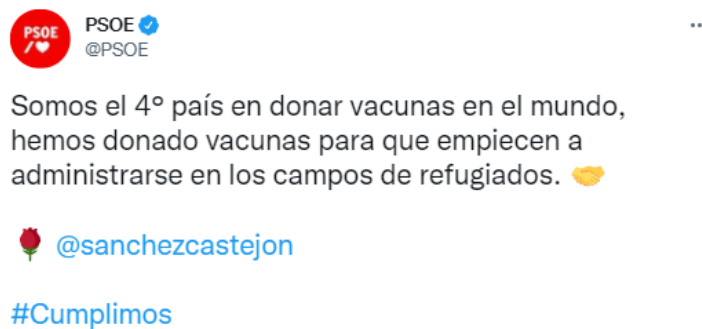 PSOE
PSOE
@PSOE
Somos el 4º país en donar vacunas en el mundo,
hemos donado vacunas para que empiecen a
administrarse en los campos de refugiados. 🤝
🌹 @sanchezcastejon
#Cumplimos